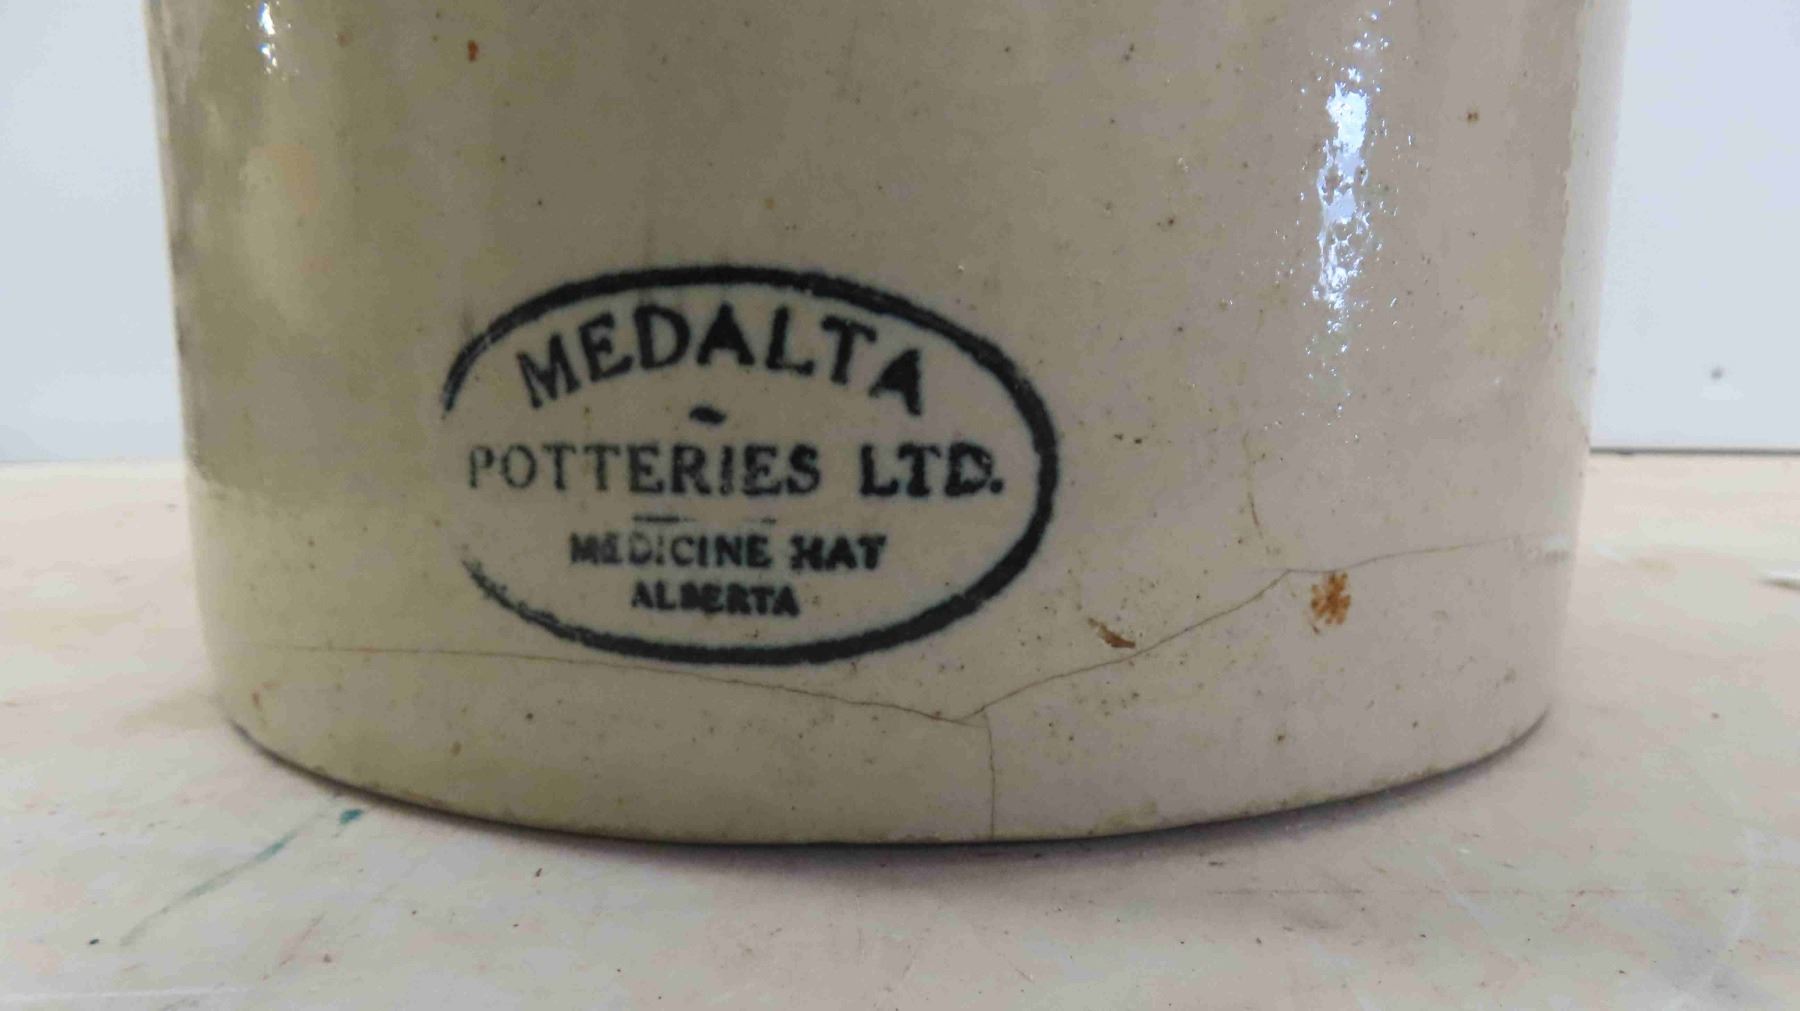 MEDALTA
POTTERIES LTD.
MEDICINE HAT
ALBERTA